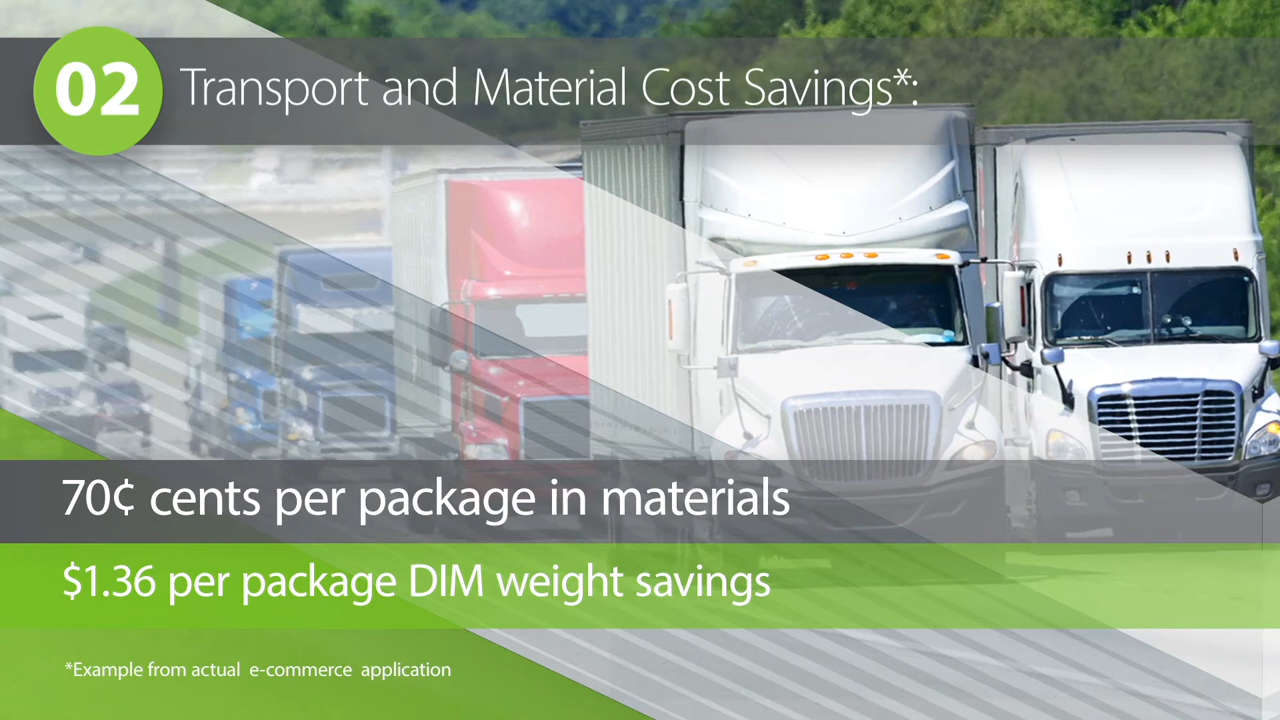 02 Transport and Material Cost Savings*:
70¢ cents per package in materials
$1.36 per package DIM weight savings
*Example from actual e-commerce application